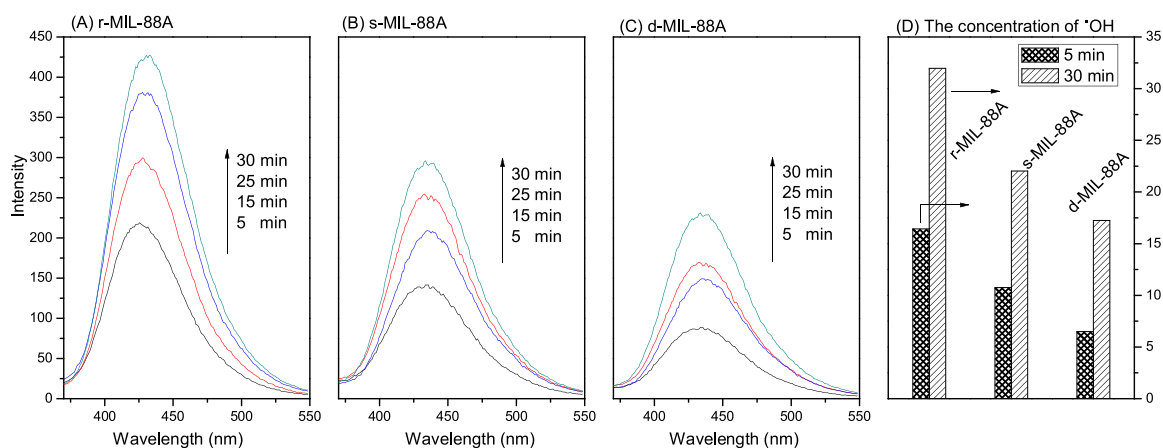 (A) r-MIL-88A
(B) s-MIL-88A
(C) d-MIL-88A
(D) The concentration of •OH
Intensity
450
400
350
300
250
200
150
100
50
0
30 min
25 min
15 min
5 min
400
450
500
550
Wavelength (nm)
30 min
25 min
15 min
5 min
400
450
500
550
Wavelength (nm)
30 min
25 min
15 min
5 min
400
450
500
550
Wavelength (nm)
5 min
30 min
r-MIL-88A
s-MIL-88A
d-MIL-88A
35
30
25
20
15
10
5
0